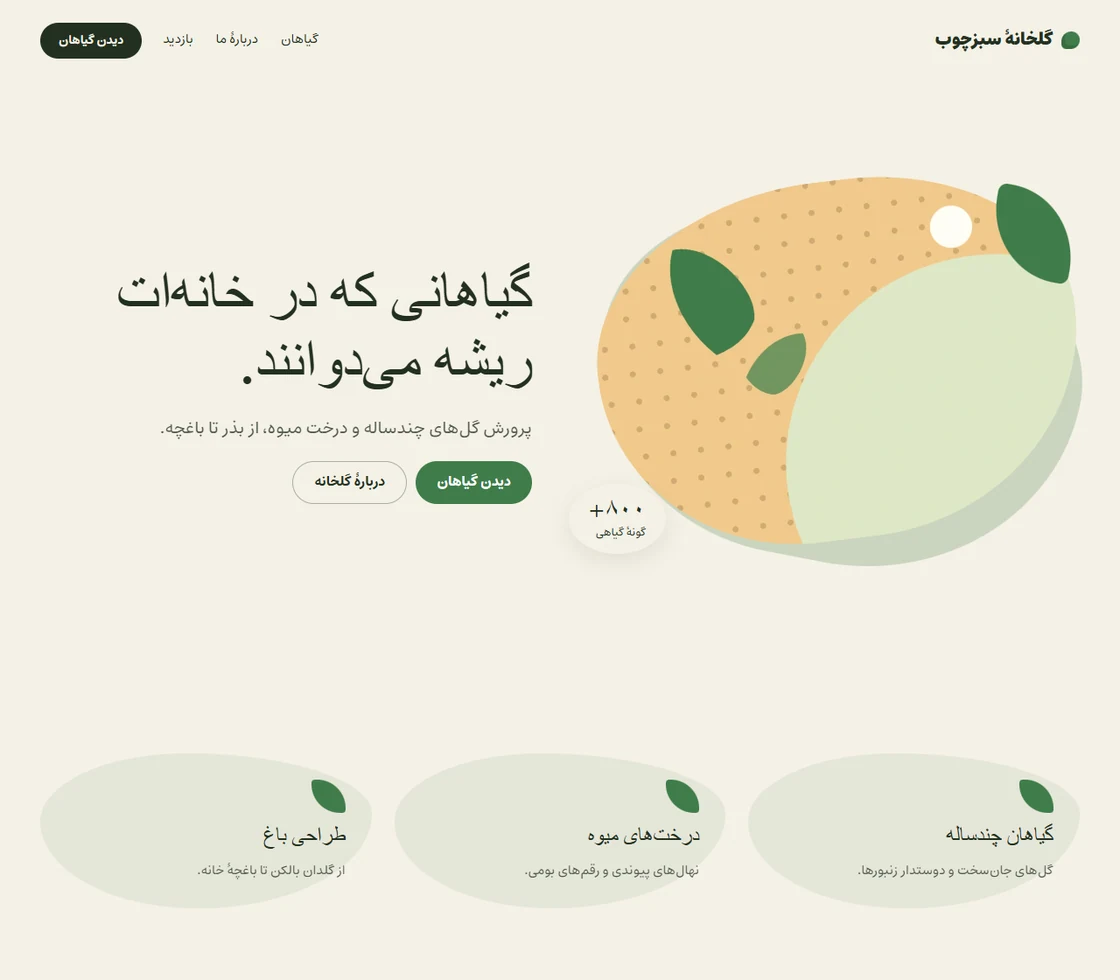 گلخانهٔ سبزچوب
گیاهان
دربارهٔ ما
بازدید
دیدن گیاهان
گیاهانی که در خانه‌ات
ریشه می‌دوانند.
پرورش گل‌های چندساله و درخت میوه، از بذر تا باغچه.
دیدن گیاهان
دربارهٔ گلخانه
۸۰۰+
گونهٔ گیاهی
گیاهان چندساله
گل‌های جان‌سخت و دوستدار زنبورها.
درخت‌های میوه
نهال‌های پیوندی و رقم‌های بومی.
طراحی باغ
از گلدان بالکن تا باغچهٔ خانه.